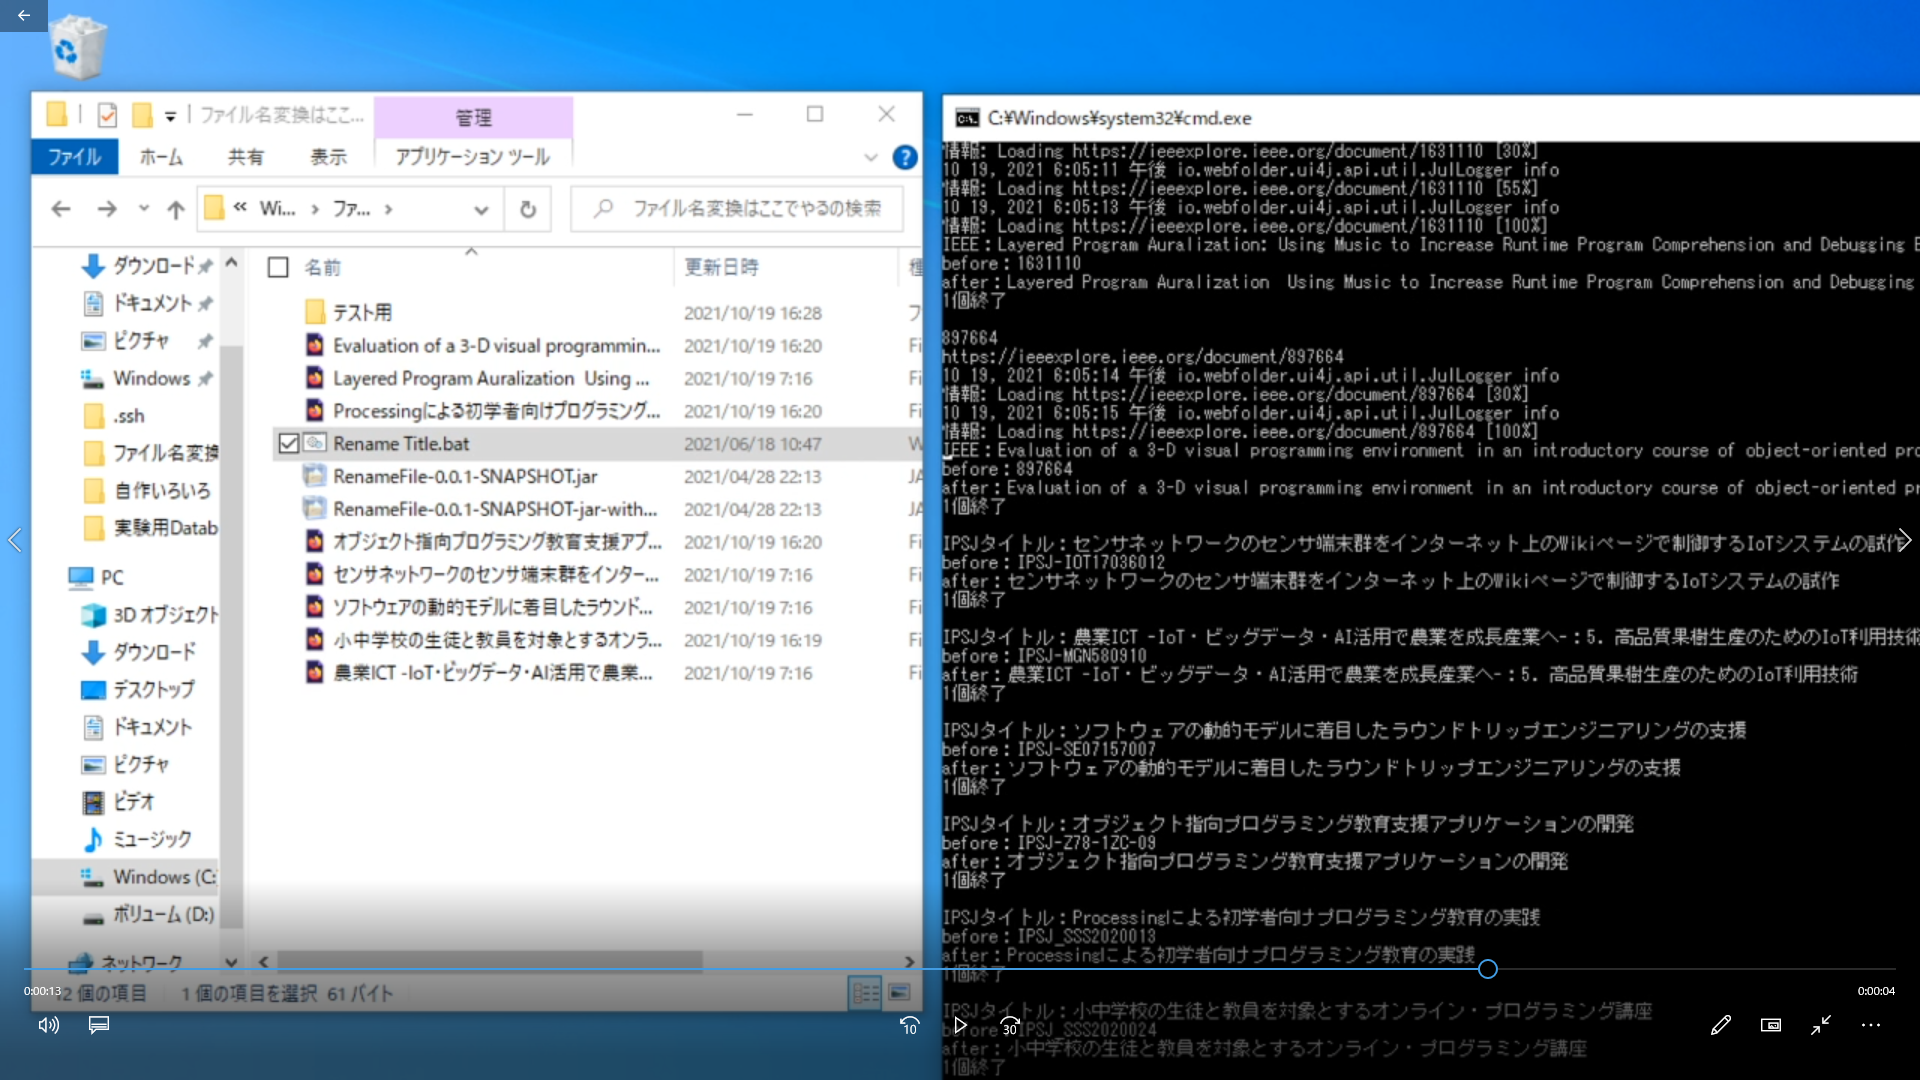 ファイル名変換はここ...
管理
ファイル ホーム 共有 表示 アプリケーション ツール
« Wi... › ファ... ›
ファイル名変換はここでやるの検索
ダウンロード
ドキュメント
ピクチャ
Windows
.ssh
ファイル名変換
自作いろいろ
実験用Datab
PC
3D オブジェクト
ダウンロード
デスクトップ
ドキュメント
ピクチャ
ビデオ
ミュージック
Windows (C:
ボリューム (D:)
ネットワーク
名前 更新日時 種
テスト用 2021/10/19 16:28 フ
Evaluation of a 3-D visual programmin... 2021/10/19 16:20 Fi
Layered Program Auralization  Using ... 2021/10/19 7:16 Fi
Processingによる初学者向けプログラミング... 2021/10/19 16:20 Fi
Rename Title.bat 2021/06/18 10:47 W
RenameFile-0.0.1-SNAPSHOT.jar 2021/04/28 22:13 JA
RenameFile-0.0.1-SNAPSHOT-jar-with... 2021/04/28 22:13 JA
オブジェクト指向プログラミング教育支援アプ... 2021/10/19 16:20 Fi
センサネットワークのセンサ端末群をインター... 2021/10/19 7:16 Fi
ソフトウェアの動的モデルに着目したラウンド... 2021/10/19 7:16 Fi
小中学校の生徒と教員を対象とするオンラ... 2021/10/19 16:19 Fi
農業ICT -IoT・ビッグデータ・AI活用で農業... 2021/10/19 7:16 Fi
12 個の項目 1 個の項目を選択 61 バイト
C:¥Windows¥system32¥cmd.exe
情報: Loading https://ieeexplore.ieee.org/document/1631110 [30%]
10 19, 2021 6:05:11 午後 io.webfolder.ui4j.api.util.JulLogger info
情報: Loading https://ieeexplore.ieee.org/document/1631110 [55%]
10 19, 2021 6:05:13 午後 io.webfolder.ui4j.api.util.JulLogger info
情報: Loading https://ieeexplore.ieee.org/document/1631110 [100%]
IEEE：Layered Program Auralization: Using Music to Increase Runtime Program Comprehension and Debugging E
before：1631110
after：Layered Program Auralization  Using Music to Increase Runtime Program Comprehension and Debugging
1個終了
897664
https://ieeexplore.ieee.org/document/897664
10 19, 2021 6:05:14 午後 io.webfolder.ui4j.api.util.JulLogger info
情報: Loading https://ieeexplore.ieee.org/document/897664 [30%]
10 19, 2021 6:05:15 午後 io.webfolder.ui4j.api.util.JulLogger info
情報: Loading https://ieeexplore.ieee.org/document/897664 [100%]
IEEE：Evaluation of a 3-D visual programming environment in an introductory course of object-oriented pro
before：897664
after：Evaluation of a 3-D visual programming environment in an introductory course of object-oriented pr
1個終了
IPSJタイトル：センサネットワークのセンサ端末群をインターネット上のWikiページで制御するIoTシステムの試作
before：IPSJ-IOT17036012
after：センサネットワークのセンサ端末群をインターネット上のWikiページで制御するIoTシステムの試作
1個終了
IPSJタイトル：農業ICT -IoT・ビッグデータ・AI活用で農業を成長産業へ-：5. 高品質果樹生産のためのIoT利用技術
before：IPSJ-MGN580910
after：農業ICT -IoT・ビッグデータ・AI活用で農業を成長産業へ-：5. 高品質果樹生産のためのIoT利用技術
1個終了
IPSJタイトル：ソフトウェアの動的モデルに着目したラウンドトリップエンジニアリングの支援
before：IPSJ-SE07157007
after：ソフトウェアの動的モデルに着目したラウンドトリップエンジニアリングの支援
1個終了
IPSJタイトル：オブジェクト指向プログラミング教育支援アプリケーションの開発
before：IPSJ-Z78-1ZC-09
after：オブジェクト指向プログラミング教育支援アプリケーションの開発
1個終了
IPSJタイトル：Processingによる初学者向けプログラミング教育の実践
before：IPSJ_SSS2020013
after：Processingによる初学者向けプログラミング教育の実践
1個終了
IPSJタイトル：小中学校の生徒と教員を対象とするオンライン・プログラミング講座
before：IPSJ_SSS2020024
after：小中学校の生徒と教員を対象とするオンライン・プログラミング講座
1個終了
0:00:13
0:00:04
10
30